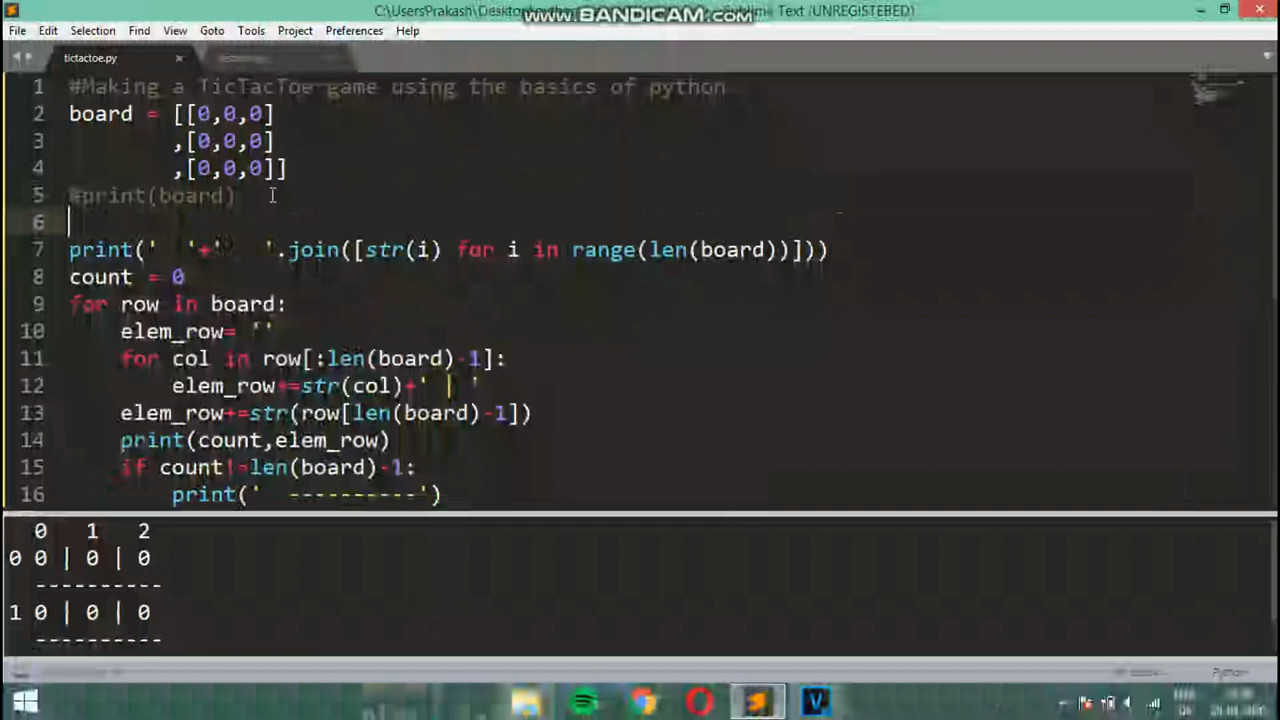 C:\UsersPrakash\Deskto
www.BANDICAM.com
Text (UNREGISTERED)
File Edit Selection Find View Goto Tools Project Preferences Help
tictactoe.py
1 #Making a TicTacToe game using the basics of python
2 board = [[0,0,0]
3 ,[0,0,0]
4 ,[0,0,0]]
5 #print(board)
6
7 print('  '+'   '.join([str(i) for i in range(len(board))]))
8 count = 0
9 for row in board:
10 elem_row= ''
11 for col in row[:len(board)-1]:
12 elem_row+=str(col)+' | '
13 elem_row+=str(row[len(board)-1])
14 print(count,elem_row)
15 if count!=len(board)-1:
16 print('  ----------')
0 1 2
0 0 | 0 | 0
----------
1 0 | 0 | 0
----------
Python
V